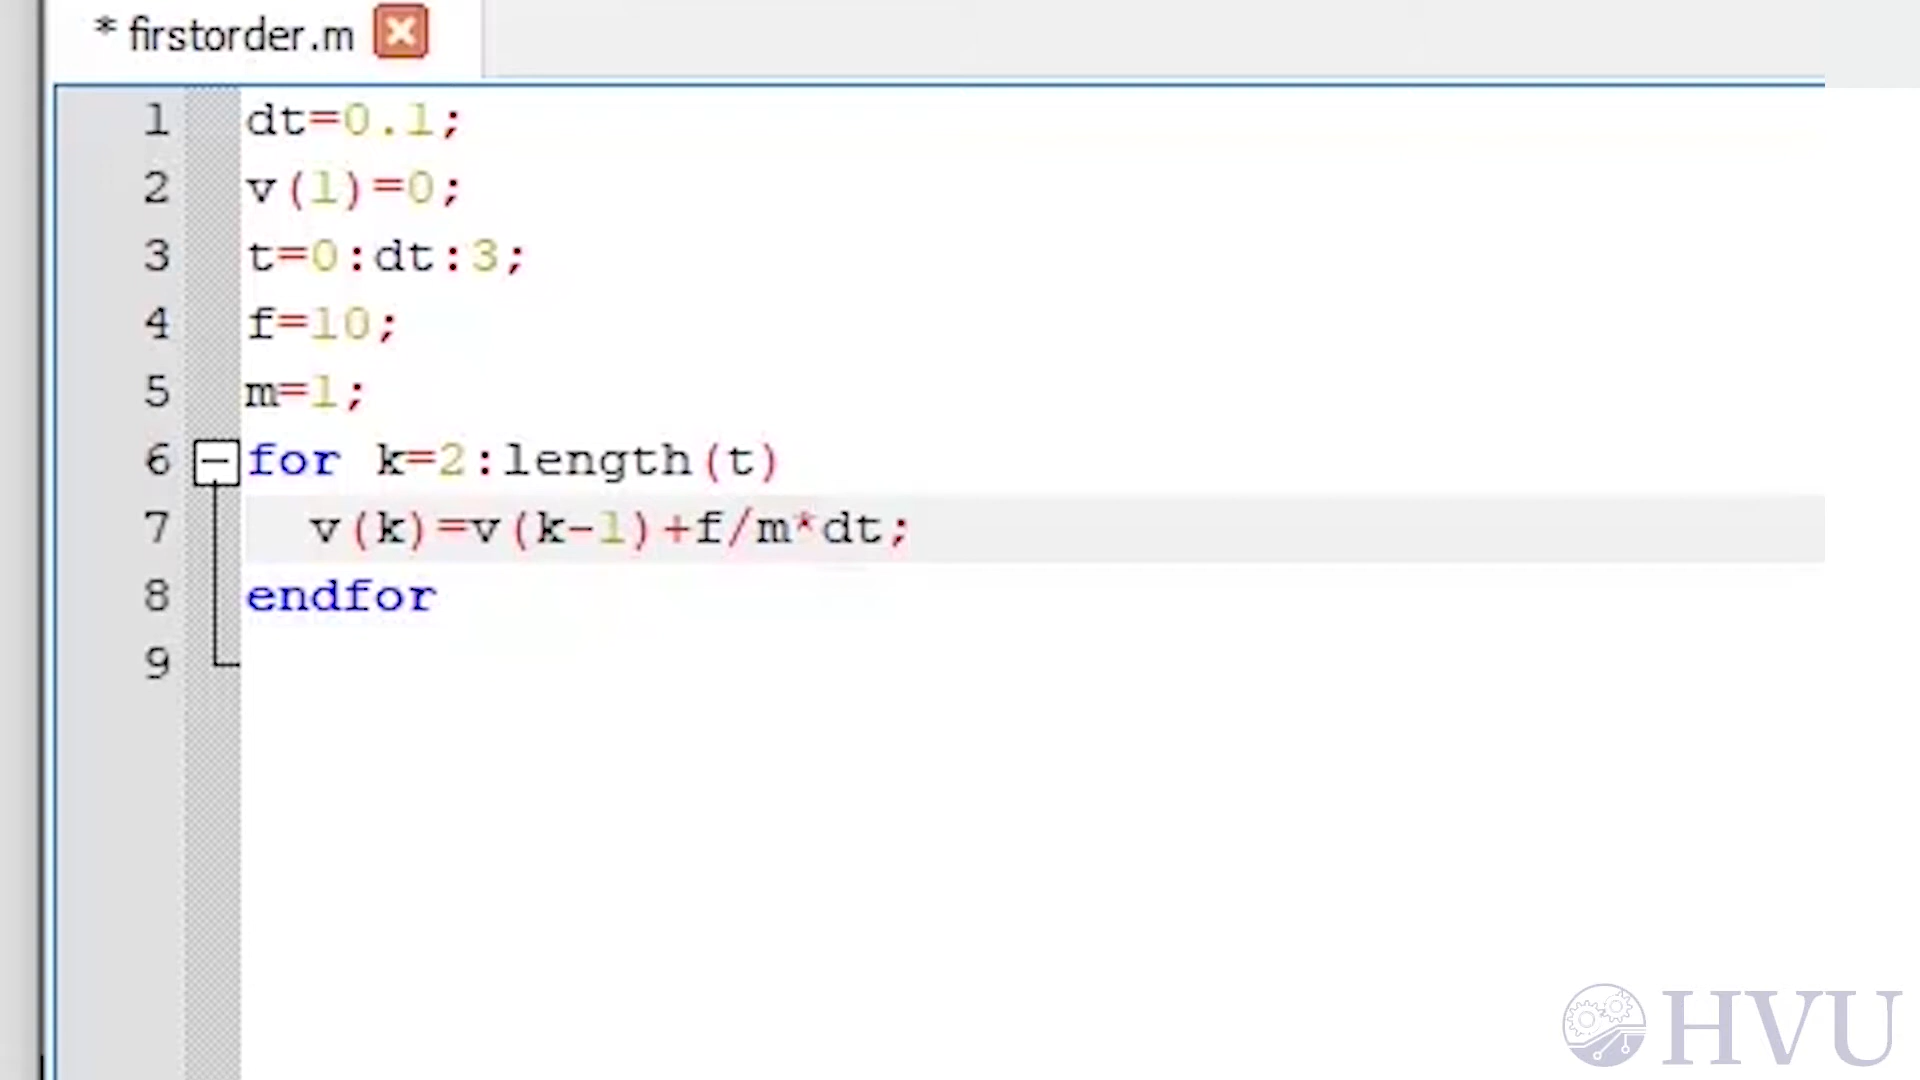 * firstorder.m
1 dt=0.1;
2 v(1)=0;
3 t=0:dt:3;
4 f=10;
5 m=1;
6 for k=2:length(t)
7 v(k)=v(k-1)+f/m*dt;
8 endfor
9
HVU